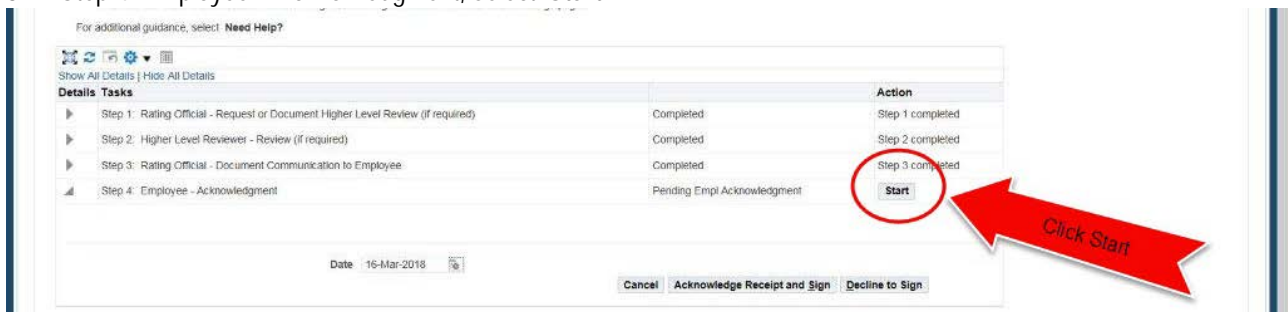 For additional guidance, select Need Help?
Show All Details | Hide All Details
Details Tasks Action
Step 1: Rating Official - Request or Document Higher Level Review (if required) Completed Step 1 completed
Step 2: Higher Level Reviewer - Review (if required) Completed Step 2 completed
Step 3: Rating Official - Document Communication to Employee Completed Step 3 completed
Step 4: Employee - Acknowledgment Pending Empl Acknowledgment Start
Click Start
Date 16-Mar-2018
Cancel Acknowledge Receipt and Sign Decline to Sign